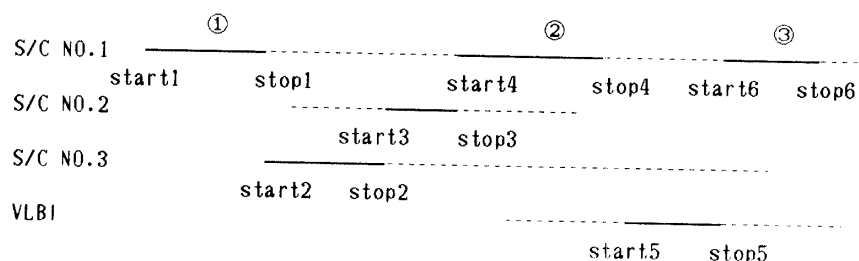 ① ② ③
S/C NO.1
start1 stop1 start4 stop4 start6 stop6
S/C NO.2
start3 stop3
S/C NO.3
start2 stop2
VLBI
start5 stop5